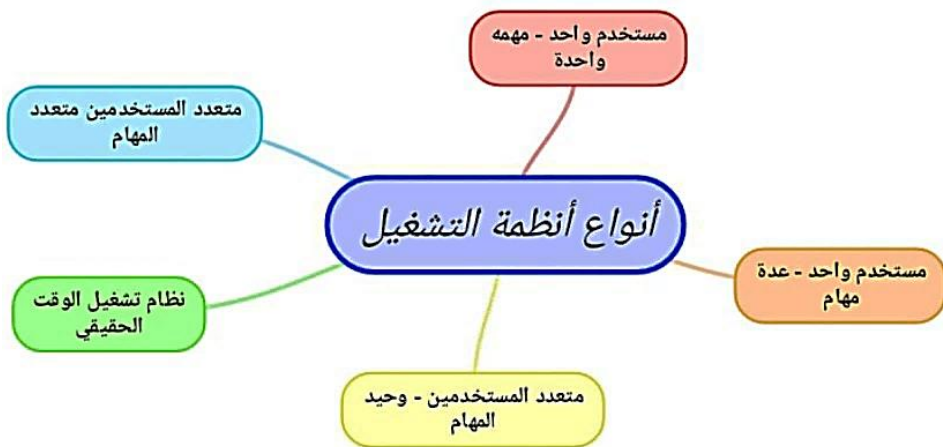 مستخدم واحد - مهمه
واحدة
متعدد المستخدمين متعدد
المهام
أنواع أنظمة التشغيل
مستخدم واحد - عدة
مهام
نظام تشغيل الوقت
الحقيقي
متعدد المستخدمين - وحيد
المهام